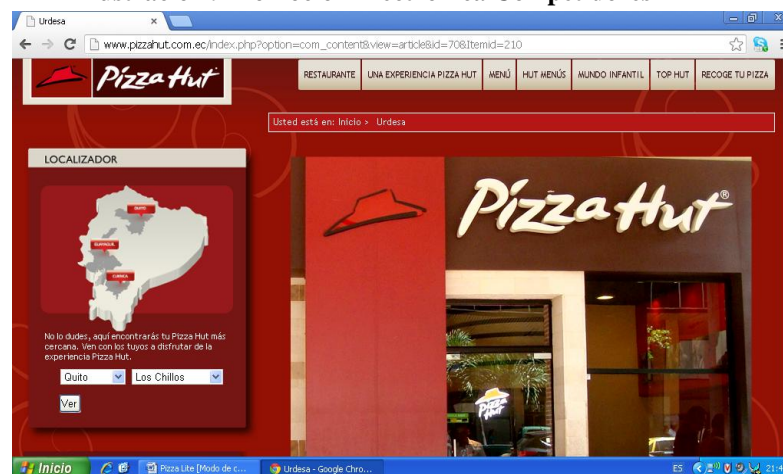 Urdesa
www.pizzahut.com.ec/index.php?option=com_content&view=article&id=70&Itemid=210
Pizza Hut
RESTAURANTE UNA EXPERIENCIA PIZZA HUT MENÚ HUT MENÚS MUNDO INFANTIL TOP HUT RECOGE TU PIZZA
Usted está en: Inicio > Urdesa
LOCALIZADOR
QUITO
GUAYAQUIL
CUENCA
No lo dudes, aquí encontrarás tu Pizza Hut más
cercana. Ven con los tuyos a disfrutar de la
experiencia Pizza Hut.
Quito Los Chillos
Ver
Pizza Hut®
Pizza Hut
Inicio Pizza Lite [Modo de c... Urdesa - Google Chro... ES